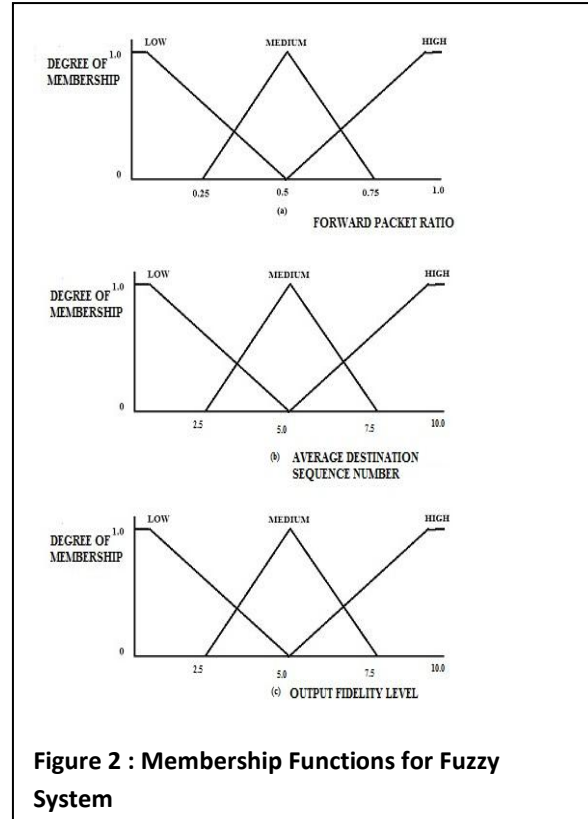 LOW MEDIUM HIGH
1.0
DEGREE OF
MEMBERSHIP
0
0.25 0.5 0.75 1.0
(a)
FORWARD PACKET RATIO
LOW MEDIUM HIGH
1.0
DEGREE OF
MEMBERSHIP
0
2.5 5.0 7.5 10.0
(b) AVERAGE DESTINATION
SEQUENCE NUMBER
LOW MEDIUM HIGH
1.0
DEGREE OF
MEMBERSHIP
0
2.5 5.0 7.5 10.0
(c) OUTPUT FIDELITY LEVEL
Figure 2 : Membership Functions for Fuzzy
System